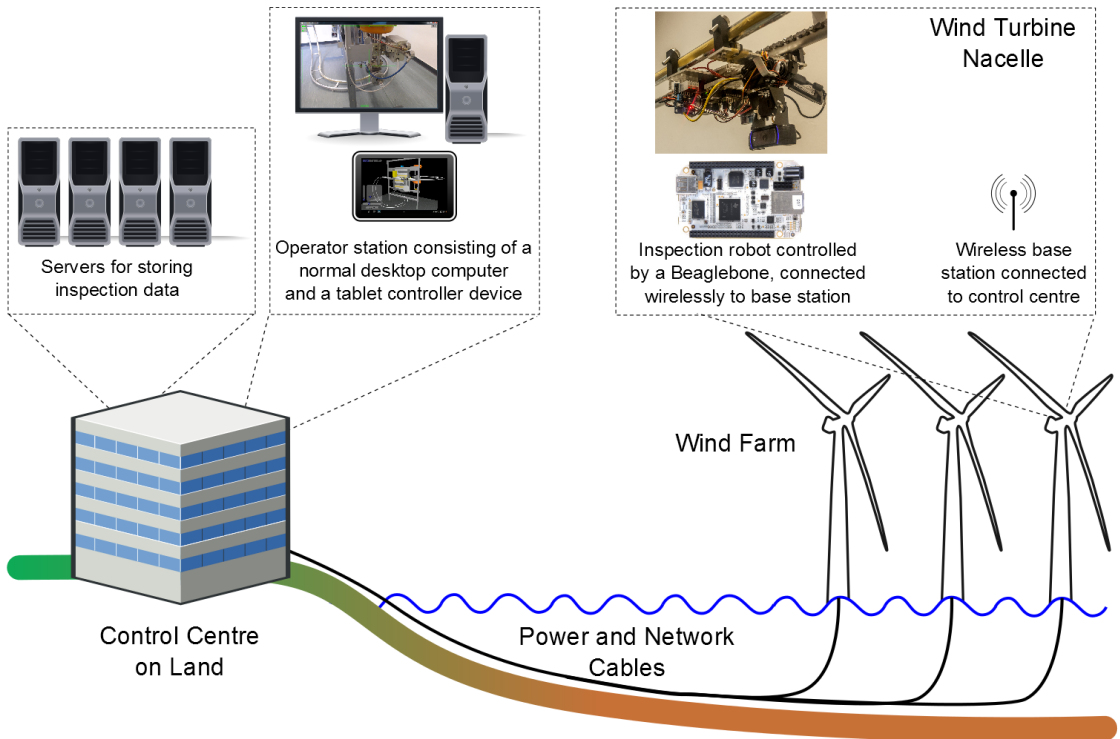 Wind Turbine
Nacelle
Servers for storing
inspection data
Operator station consisting of a
normal desktop computer
and a tablet controller device
Inspection robot controlled
by a Beaglebone, connected
wirelessly to base station
Wireless base
station connected
to control centre
Wind Farm
Control Centre
on Land
Power and Network
Cables